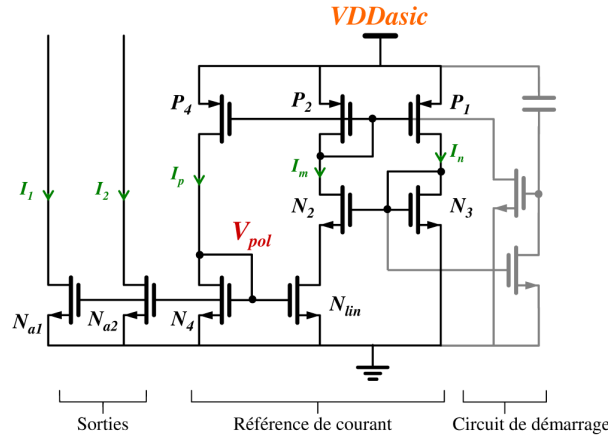 VDDasic
P4 P2 P1
I1 I2 Ip Im In
N2 N3
Vpol
Na1 Na2 N4 Nlin
Sorties Référence de courant Circuit de démarrage